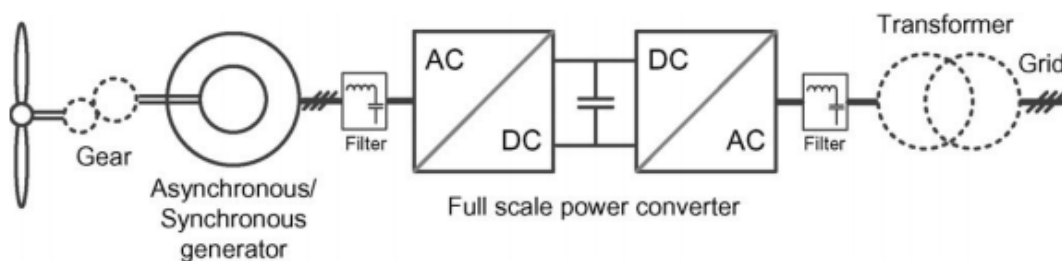 Transformer
Grid
AC
DC
DC
AC
Gear
Filter
Filter
Asynchronous/
Synchronous
generator
Full scale power converter